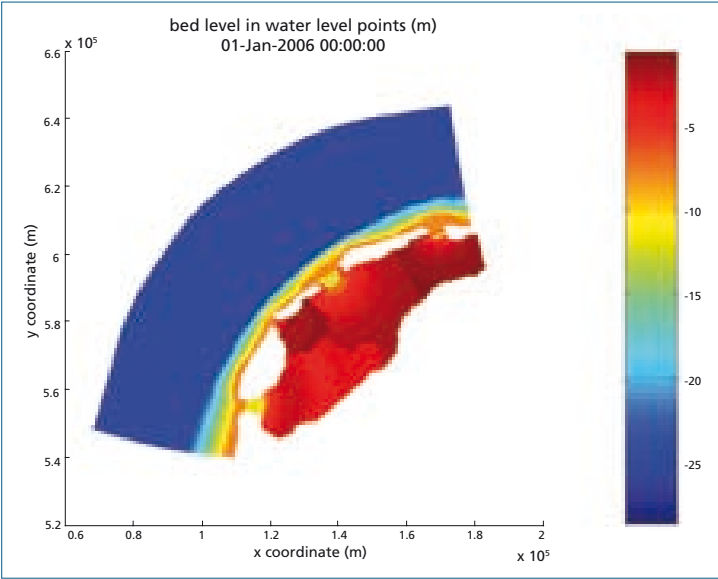 bed level in water level points (m)
01-Jan-2006 00:00:00
x 10⁵
6.6
6.4
6.2
6
5.8
5.6
5.4
5.2
y coordinate (m)
0.6 0.8 1 1.2 1.4 1.6 1.8 2
x coordinate (m)
x 10⁵
-5
-10
-15
-20
-25